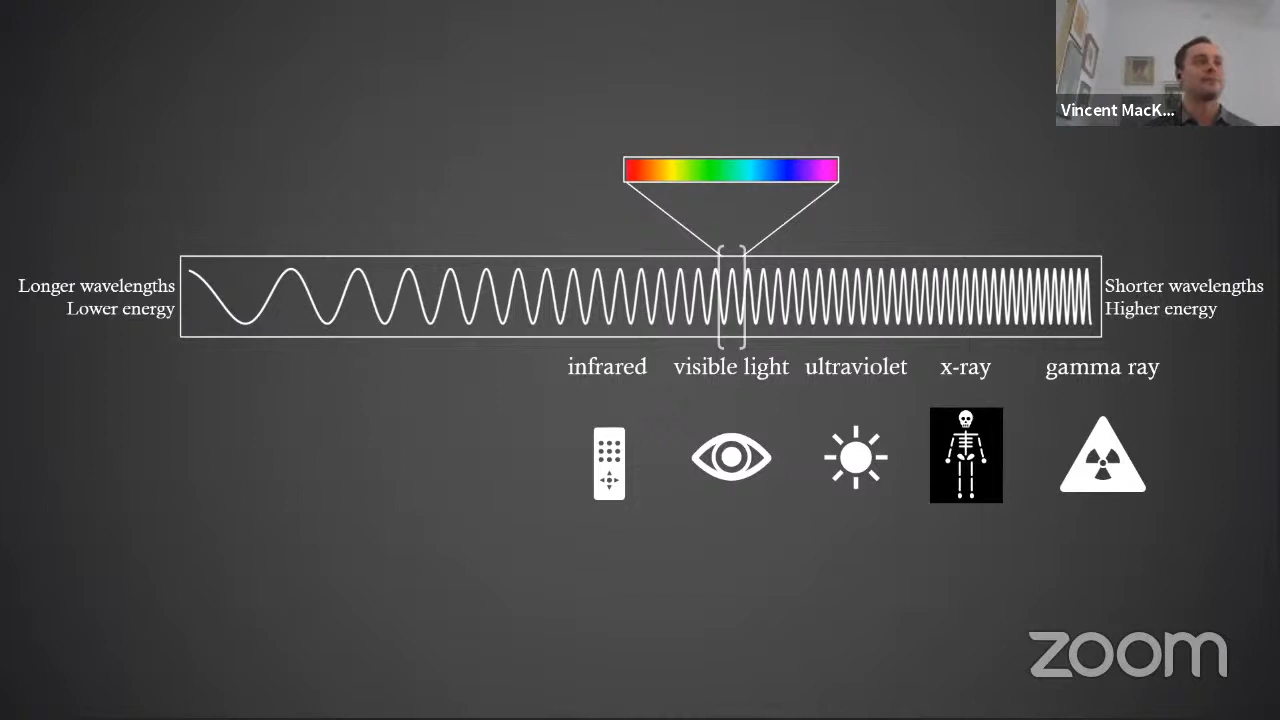 Vincent MacK...
Longer wavelengths
Lower energy
Shorter wavelengths
Higher energy
infrared
visible light
ultraviolet
x-ray
gamma ray
zoom